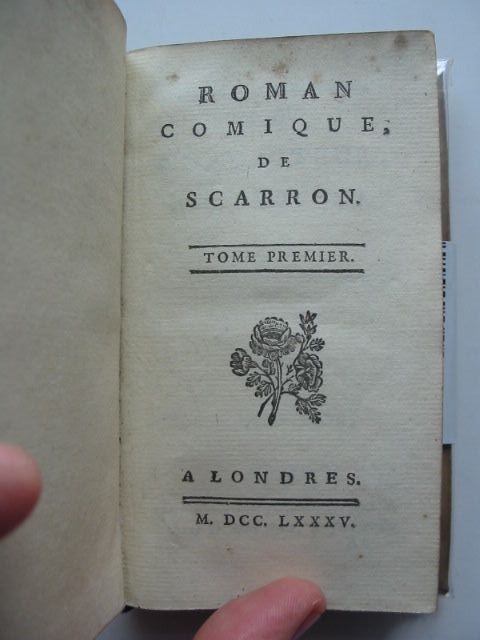 ROMAN
COMIQUE,
DE
SCARRON.
TOME PREMIER.
A LONDRES.
M. DCC. LXXXV.